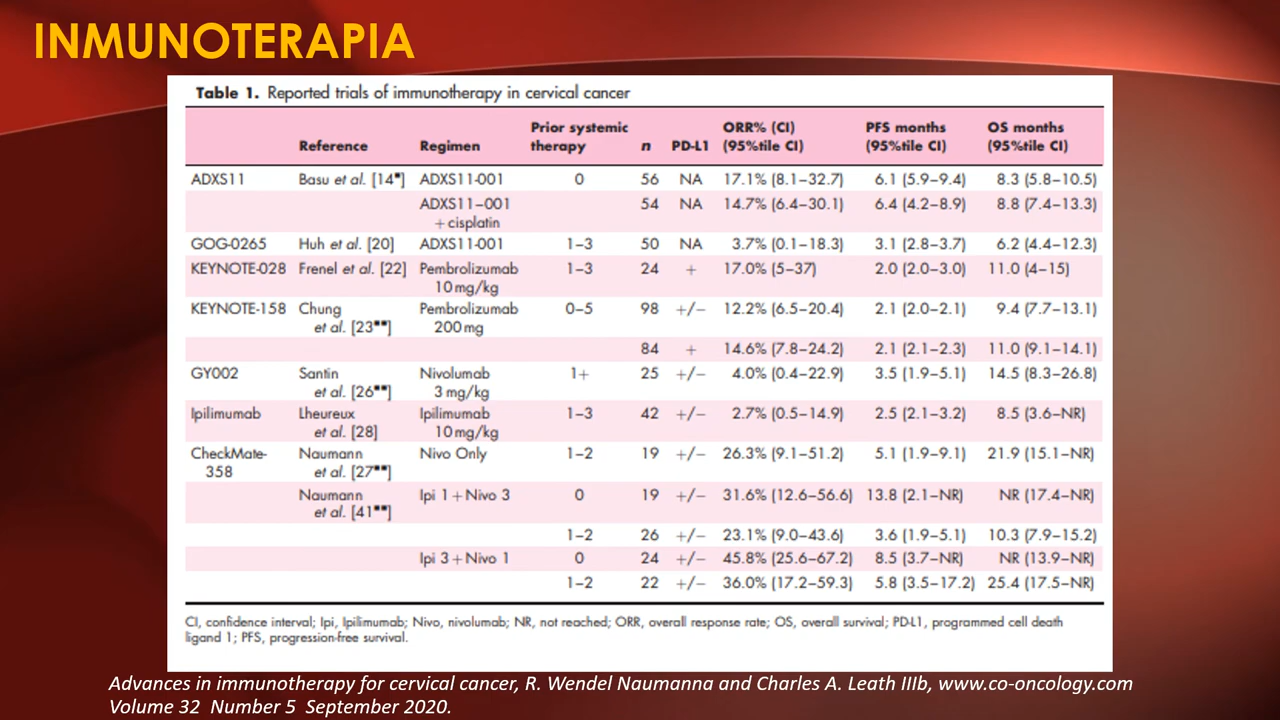 INMUNOTERAPIA
Table 1. Reported trials of immunotherapy in cervical cancer
Reference Regimen Prior systemic therapy n PD-L1 ORR% (CI) (95%tile CI) PFS months (95%tile CI) OS months (95%tile CI)
ADXS11 Basu et al. [14▪] ADXS11-001 0 56 NA 17.1% (8.1–32.7) 6.1 (5.9–9.4) 8.3 (5.8–10.5)
ADXS11–001 + cisplatin 54 NA 14.7% (6.4–30.1) 6.4 (4.2–8.9) 8.8 (7.4–13.3)
GOG-0265 Huh et al. [20] ADXS11-001 1–3 50 NA 3.7% (0.1–18.3) 3.1 (2.8–3.7) 6.2 (4.4–12.3)
KEYNOTE-028 Frenel et al. [22] Pembrolizumab 10 mg/kg 1–3 24 + 17.0% (5–37) 2.0 (2.0–3.0) 11.0 (4–15)
KEYNOTE-158 Chung et al. [23▪▪] Pembrolizumab 200 mg 0–5 98 +/− 12.2% (6.5–20.4) 2.1 (2.0–2.1) 9.4 (7.7–13.1)
84 + 14.6% (7.8–24.2) 2.1 (2.1–2.3) 11.0 (9.1–14.1)
GY002 Santin et al. [26▪▪] Nivolumab 3 mg/kg 1+ 25 +/− 4.0% (0.4–22.9) 3.5 (1.9–5.1) 14.5 (8.3–26.8)
Ipilimumab Lheureux et al. [28] Ipilimumab 10 mg/kg 1–3 42 +/− 2.7% (0.5–14.9) 2.5 (2.1–3.2) 8.5 (3.6–NR)
CheckMate-358 Naumann et al. [27▪▪] Nivo Only 1–2 19 +/− 26.3% (9.1–51.2) 5.1 (1.9–9.1) 21.9 (15.1–NR)
Naumann et al. [41▪▪] Ipi 1 + Nivo 3 0 19 +/− 31.6% (12.6–56.6) 13.8 (2.1–NR) NR (17.4–NR)
1–2 26 +/− 23.1% (9.0–43.6) 3.6 (1.9–5.1) 10.3 (7.9–15.2)
Ipi 3 + Nivo 1 0 24 +/− 45.8% (25.6–67.2) 8.5 (3.7–NR) NR (13.9–NR)
1–2 22 +/− 36.0% (17.2–59.3) 5.8 (3.5–17.2) 25.4 (17.5–NR)
CI, confidence interval; Ipi, Ipilimumab; Nivo, nivolumab; NR, not reached; ORR, overall response rate; OS, overall survival; PD-L1, programmed cell death
ligand 1; PFS, progression-free survival.
Advances in immunotherapy for cervical cancer, R. Wendel Naumanna and Charles A. Leath IIIb, www.co-oncology.com
Volume 32 Number 5 September 2020.